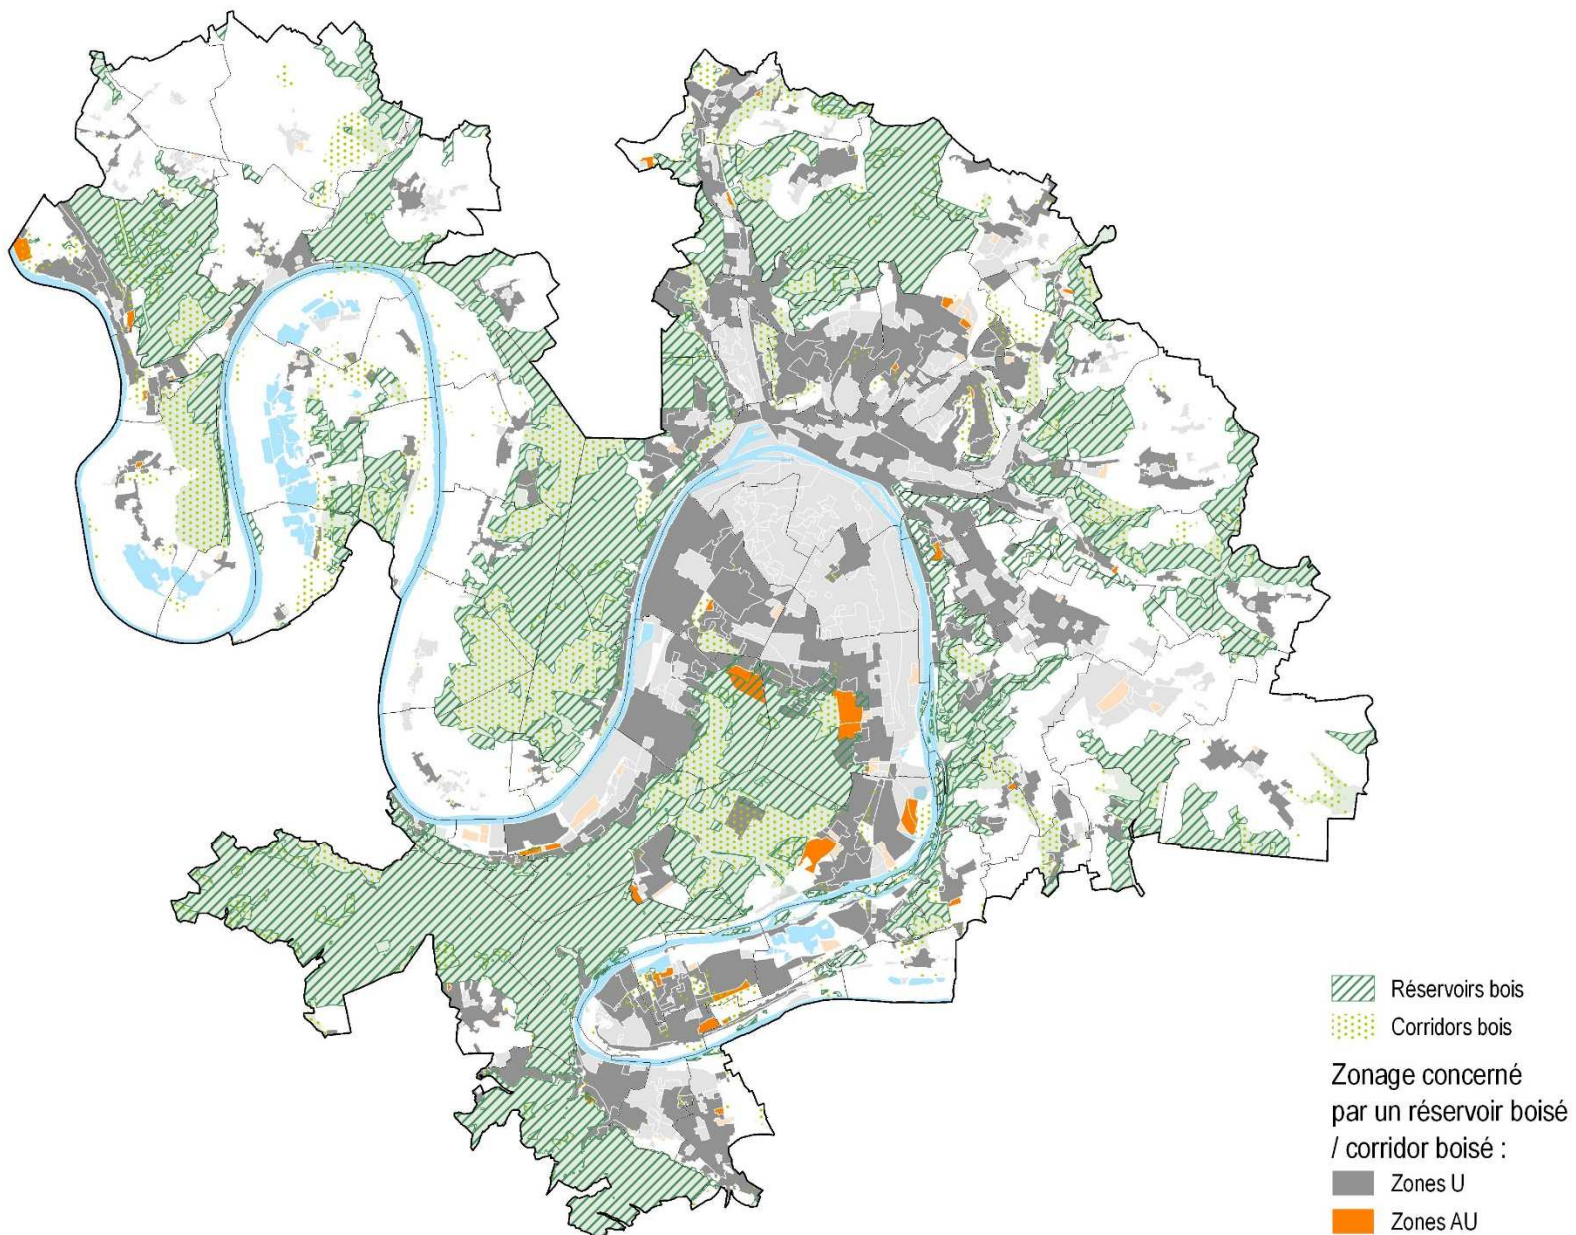 Réservoirs bois
Corridors bois
Zonage concerné
par un réservoir boisé
/ corridor boisé :
Zones U
Zones AU